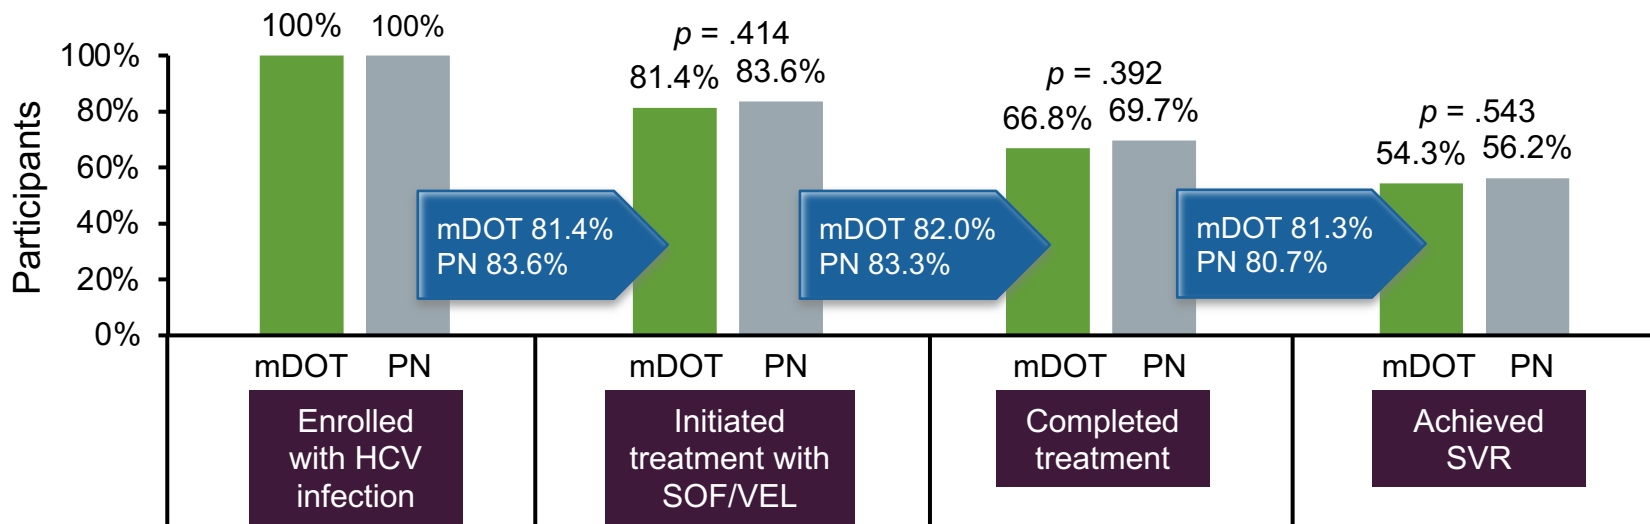 100% 100%
p = .414
81.4% 83.6%
p = .392
66.8% 69.7%
p = .543
54.3% 56.2%
Participants
100%
80%
60%
40%
20%
0%
mDOT 81.4%
PN 83.6%
mDOT 82.0%
PN 83.3%
mDOT 81.3%
PN 80.7%
mDOT PN
Enrolled
with HCV
infection
mDOT PN
Initiated
treatment with
SOF/VEL
mDOT PN
Completed
treatment
mDOT PN
Achieved
SVR